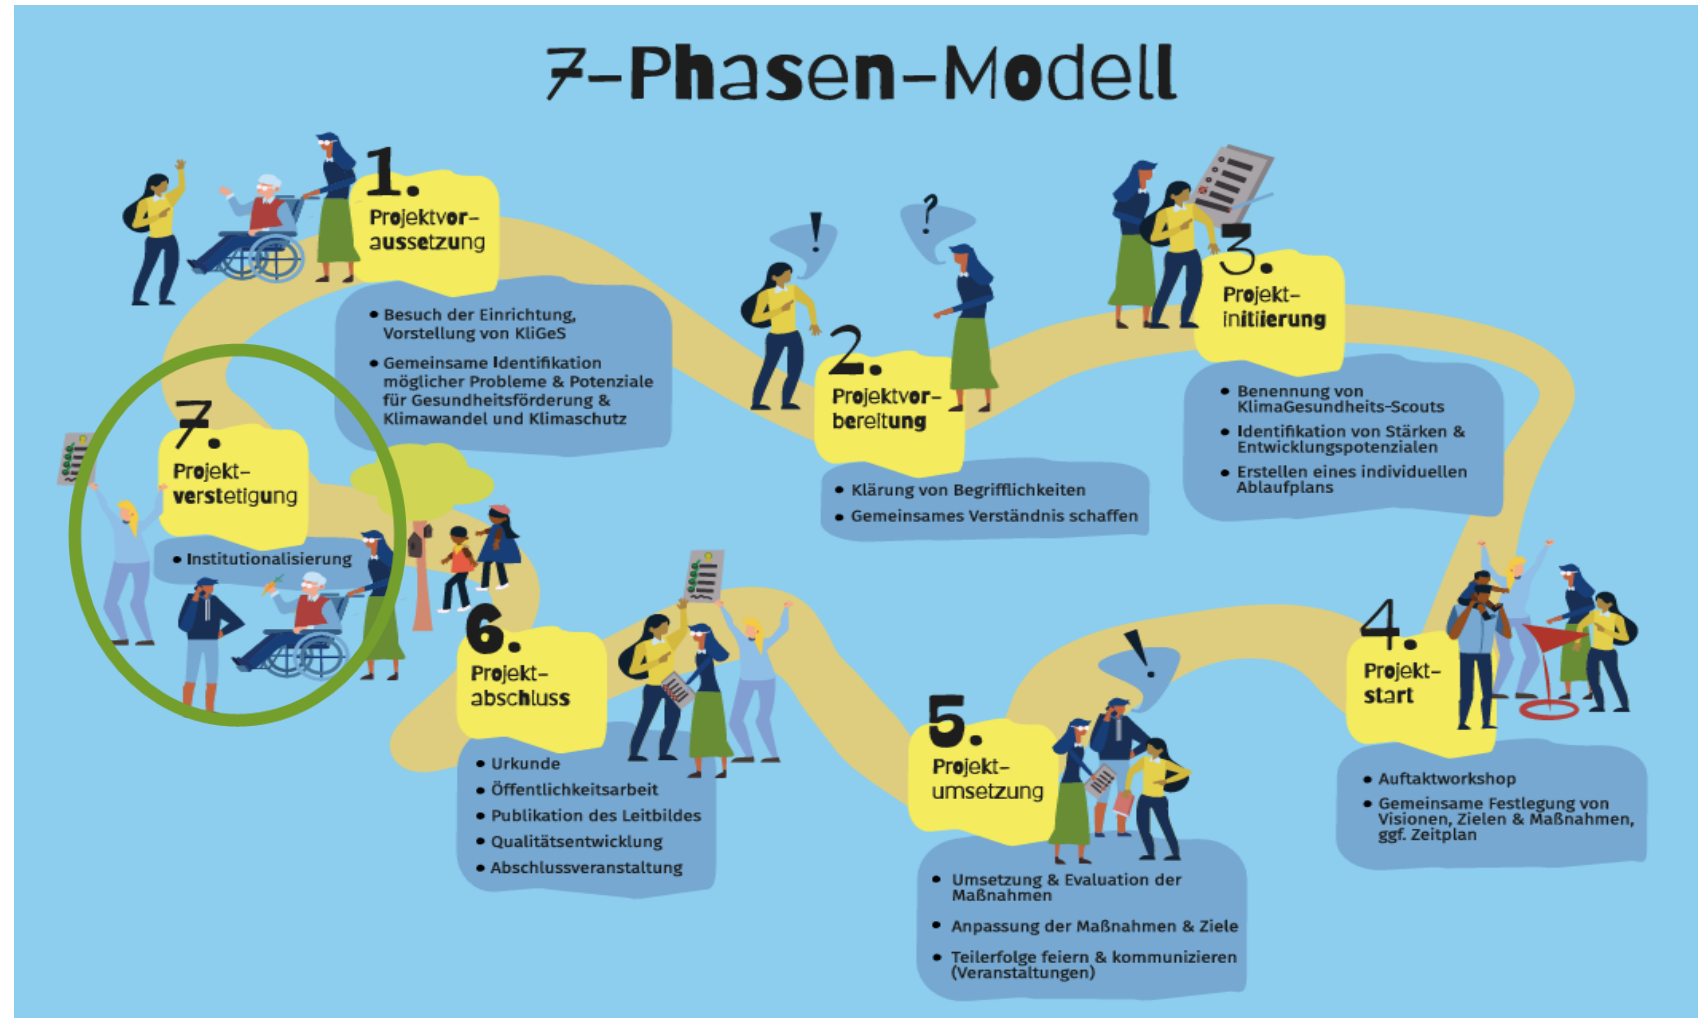 7-Phasen-Modell
1.
Projektvor-
aussetzung
• Besuch der Einrichtung,
Vorstellung von KliGeS
• Gemeinsame Identifikation
möglicher Probleme & Potenziale
für Gesundheitsförderung &
Klimawandel und Klimaschutz
!
?
2.
Projektvor-
bereitung
• Klärung von Begrifflichkeiten
• Gemeinsames Verständnis schaffen
3.
Projekt-
initiierung
• Benennung von
KlimaGesundheits-Scouts
• Identifikation von Stärken &
Entwicklungspotenzialen
• Erstellen eines individuellen
Ablaufplans
4.
Projekt-
start
• Auftaktworkshop
• Gemeinsame Festlegung von
Visionen, Zielen & Maßnahmen,
ggf. Zeitplan
!
5.
Projekt-
umsetzung
• Umsetzung & Evaluation der
Maßnahmen
• Anpassung der Maßnahmen & Ziele
• Teilerfolge feiern & kommunizieren
(Veranstaltungen)
6.
Projekt-
abschluss
• Urkunde
• Öffentlichkeitsarbeit
• Publikation des Leitbildes
• Qualitätsentwicklung
• Abschlussveranstaltung
7.
Projekt-
verstetigung
• Institutionalisierung